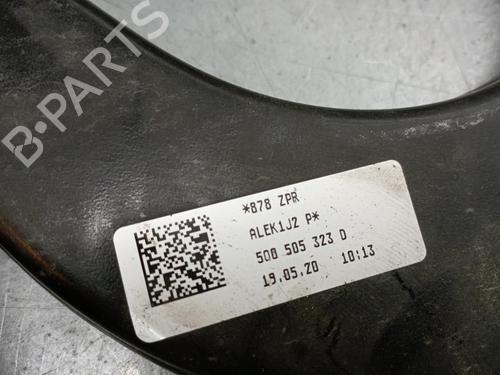 B-PARTS
*878 ZPR
ALEK1J2 P*
5Q0 505 323 D
19.05.20 10:13